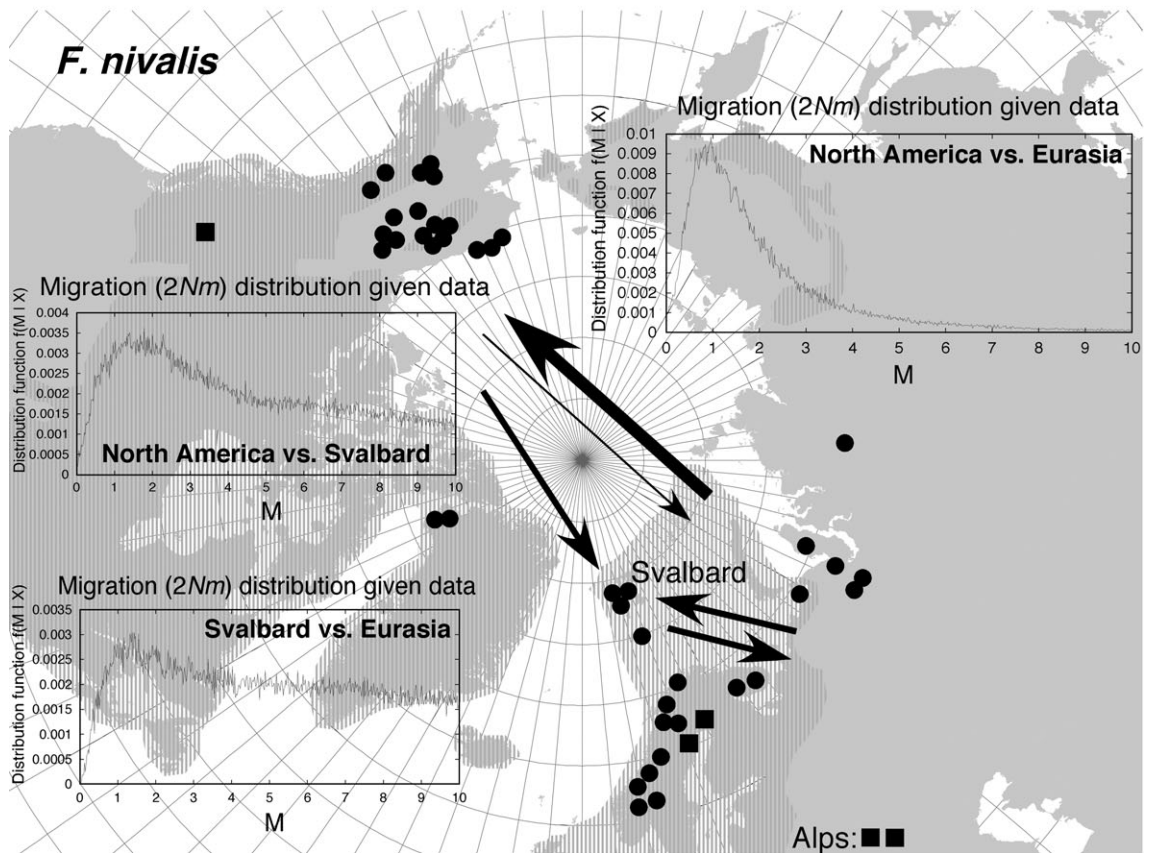 F. nivalis
Migration (2Nm) distribution given data
North America vs. Eurasia
Distribution function f(M I X)
0.01
0.009
0.008
0.007
0.006
0.005
0.004
0.003
0.002
0.001
0
0 1 2 3 4 5 6 7 8 9 10
M
Migration (2Nm) distribution given data
Distribution function f(M I X)
0.004
0.0035
0.003
0.0025
0.002
0.0015
0.001
0.0005
0
North America vs. Svalbard
0 1 2 3 4 5 6 7 8 9 10
M
Svalbard
Migration (2Nm) distribution given data
Svalbard vs. Eurasia
Distribution function f(M I X)
0.0035
0.003
0.0025
0.002
0.0015
0.001
0.0005
0
0 1 2 3 4 5 6 7 8 9 10
M
Alps: